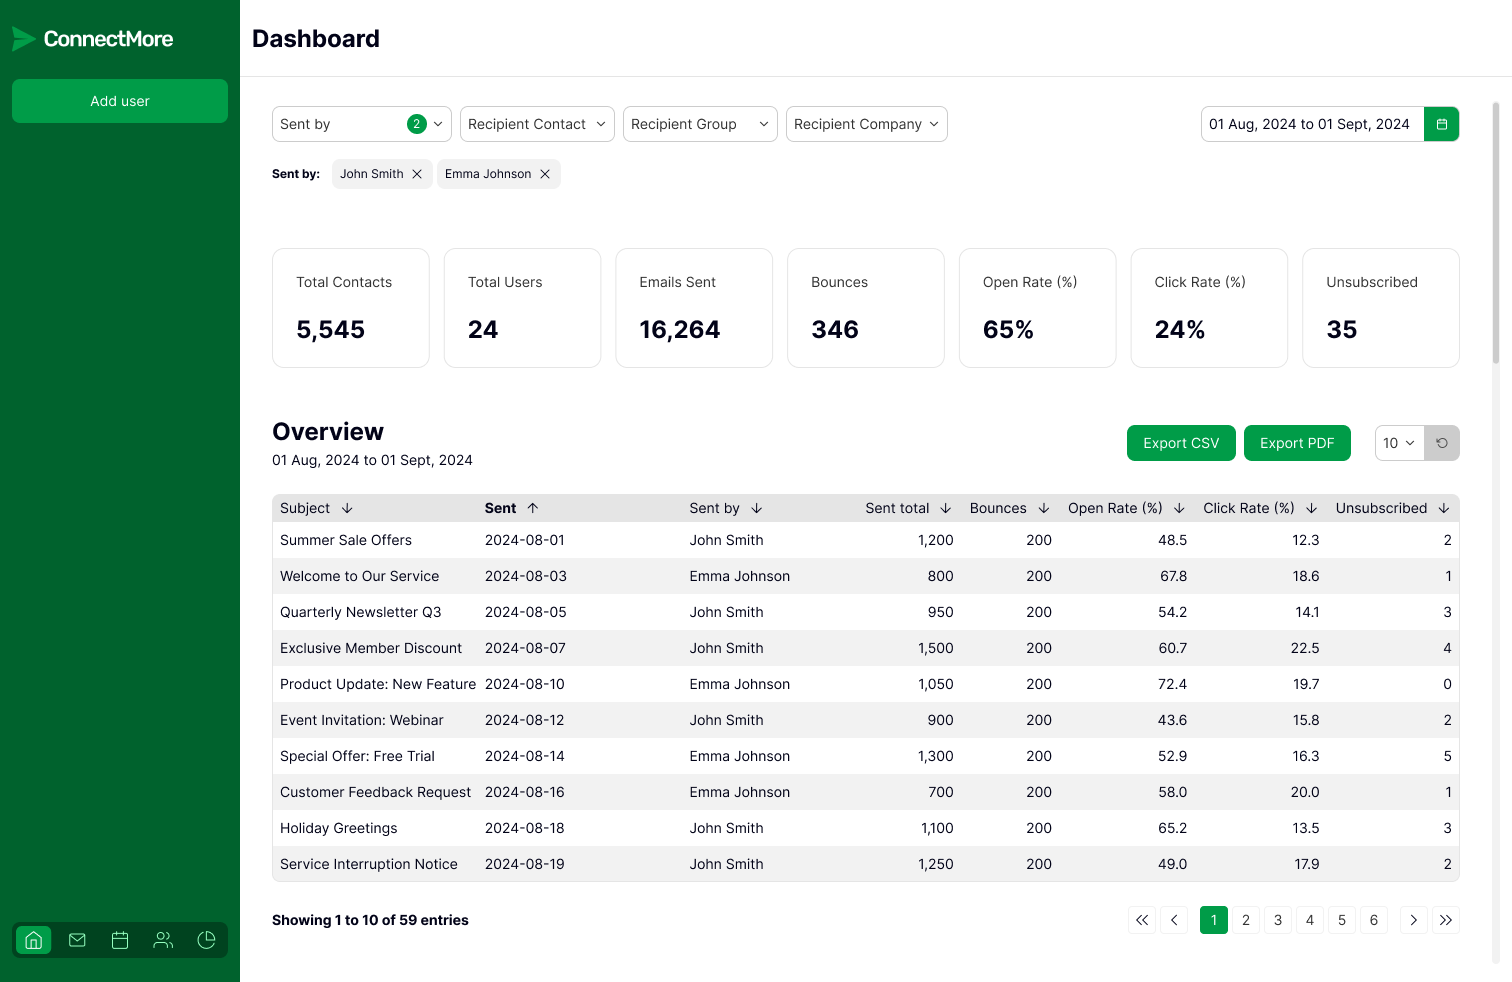 ConnectMore
Dashboard
Add user
Sent by 2 Recipient Contact Recipient Group Recipient Company 01 Aug, 2024 to 01 Sept, 2024
Sent by: John Smith Emma Johnson
Total Contacts Total Users Emails Sent Bounces Open Rate (%) Click Rate (%) Unsubscribed
5,545 24 16,264 346 65% 24% 35
Overview
01 Aug, 2024 to 01 Sept, 2024
Export CSV Export PDF 10
Subject Sent Sent by Sent total Bounces Open Rate (%) Click Rate (%) Unsubscribed
Summer Sale Offers 2024-08-01 John Smith 1,200 200 48.5 12.3 2
Welcome to Our Service 2024-08-03 Emma Johnson 800 200 67.8 18.6 1
Quarterly Newsletter Q3 2024-08-05 John Smith 950 200 54.2 14.1 3
Exclusive Member Discount 2024-08-07 John Smith 1,500 200 60.7 22.5 4
Product Update: New Feature 2024-08-10 Emma Johnson 1,050 200 72.4 19.7 0
Event Invitation: Webinar 2024-08-12 John Smith 900 200 43.6 15.8 2
Special Offer: Free Trial 2024-08-14 Emma Johnson 1,300 200 52.9 16.3 5
Customer Feedback Request 2024-08-16 Emma Johnson 700 200 58.0 20.0 1
Holiday Greetings 2024-08-18 John Smith 1,100 200 65.2 13.5 3
Service Interruption Notice 2024-08-19 John Smith 1,250 200 49.0 17.9 2
Showing 1 to 10 of 59 entries 1 2 3 4 5 6